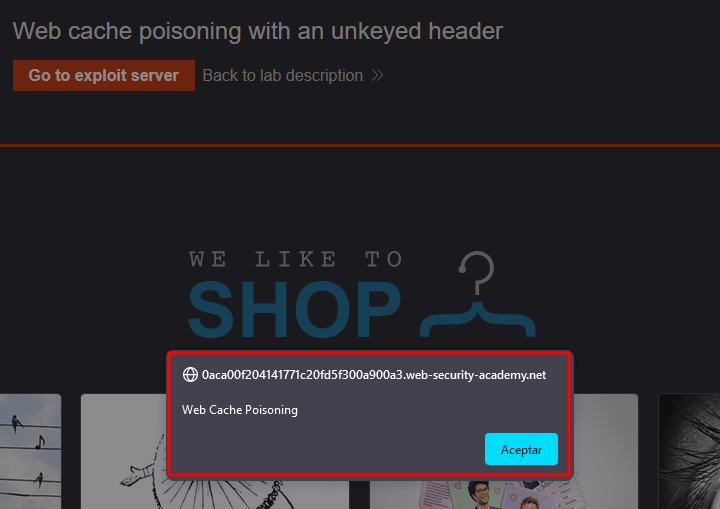 Web cache poisoning with an unkeyed header
Go to exploit server
Back to lab description
WE LIKE TO
SHOP
0aca00f204141771c20fd5f300a900a3.web-security-academy.net
Web Cache Poisoning
Aceptar